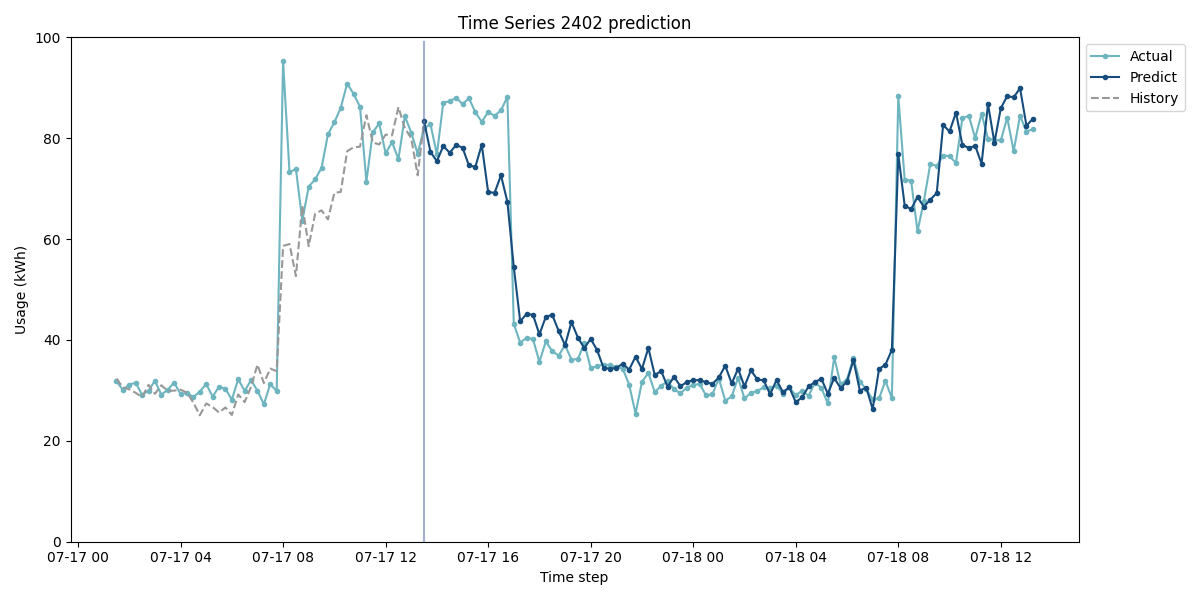 Time Series 2402 prediction
Actual
Predict
History
Usage (kWh)
100
80
60
40
20
0
07-17 00 07-17 04 07-17 08 07-17 12 07-17 16 07-17 20 07-18 00 07-18 04 07-18 08 07-18 12
Time step